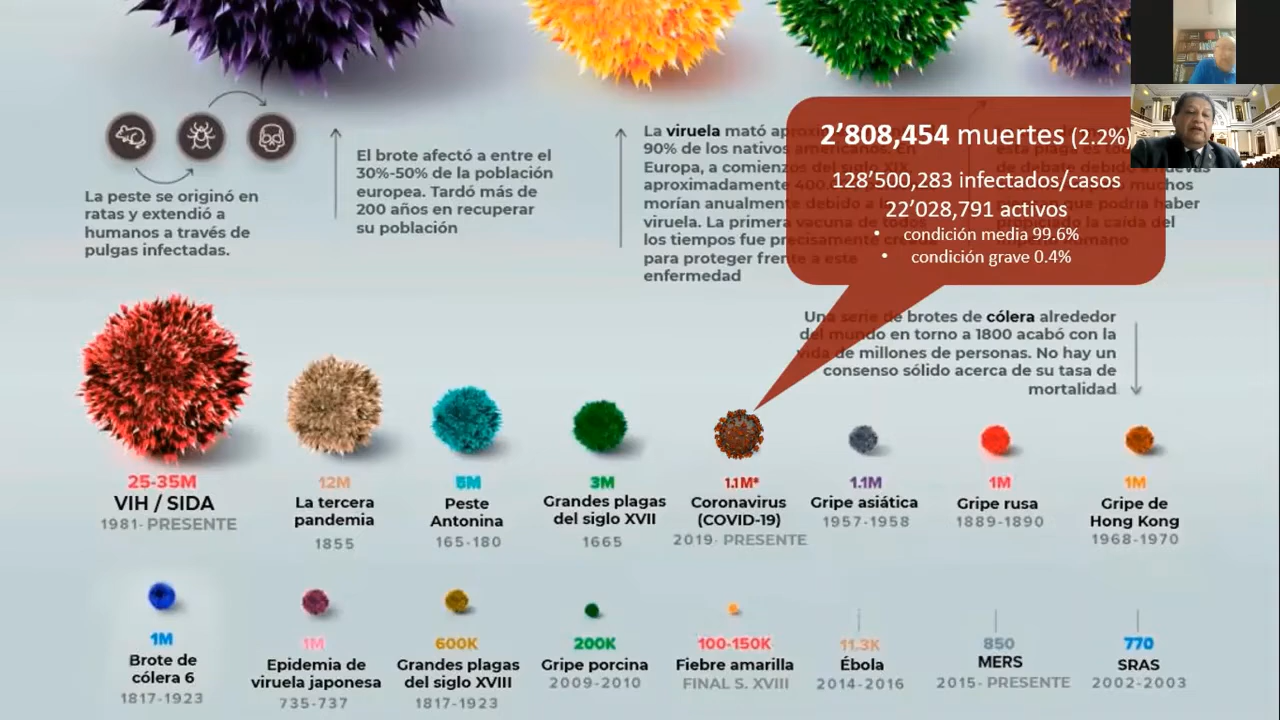 2’808,454 muertes (2.2%)
128’500,283 infectados/casos
22’028,791 activos
• condición media 99.6%
• condición grave 0.4%
La peste se originó en
ratas y extendió a
humanos a través de
pulgas infectadas.
El brote afectó a entre el
30%-50% de la población
europea. Tardó más de
200 años en recuperar
su población
La viruela mató
90% de los nativos americanos. En
Europa, a comienzos del siglo XIX,
aproximadamente
morían anualmente debido a la
viruela. La primera vacuna de todos
los tiempos fue precisamente creada
para proteger frente a este
enfermedad
Una serie de brotes de cólera alrededor
del mundo en torno a 1800 acabó con la
vida de millones de personas. No hay un
consenso sólido acerca de su tasa de
mortalidad
25-35M
VIH / SIDA
1981- PRESENTE
12M
La tercera
pandemia
1855
5M
Peste
Antonina
165-180
3M
Grandes plagas
del siglo XVII
1665
1.1M*
Coronavirus
(COVID-19)
2019- PRESENTE
1.1M
Gripe asiática
1957-1958
1M
Gripe rusa
1889-1890
1M
Gripe de
Hong Kong
1968-1970
1M
Brote de
cólera 6
1817-1923
1M
Epidemia de
viruela japonesa
735-737
600K
Grandes plagas
del siglo XVIII
1817-1923
200K
Gripe porcina
2009-2010
100-150K
Fiebre amarilla
FINAL S. XVIII
11.3K
Ébola
2014-2016
850
MERS
2015- PRESENTE
770
SRAS
2002-2003